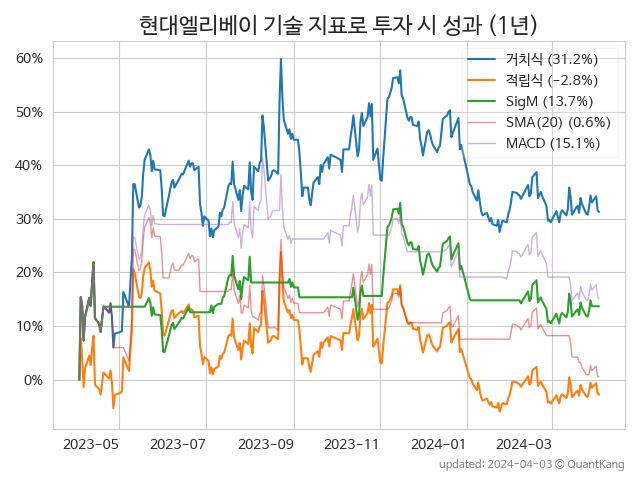 현대엘리베이 기술 지표로 투자 시 성과 (1년)
60%
50%
40%
30%
20%
10%
0%
거치식 (31.2%)
적립식 (−2.8%)
SigM (13.7%)
SMA(20) (0.6%)
MACD (15.1%)
2023-05 2023-07 2023-09 2023-11 2024-01 2024-03
updated: 2024-04-03 © QuantKang